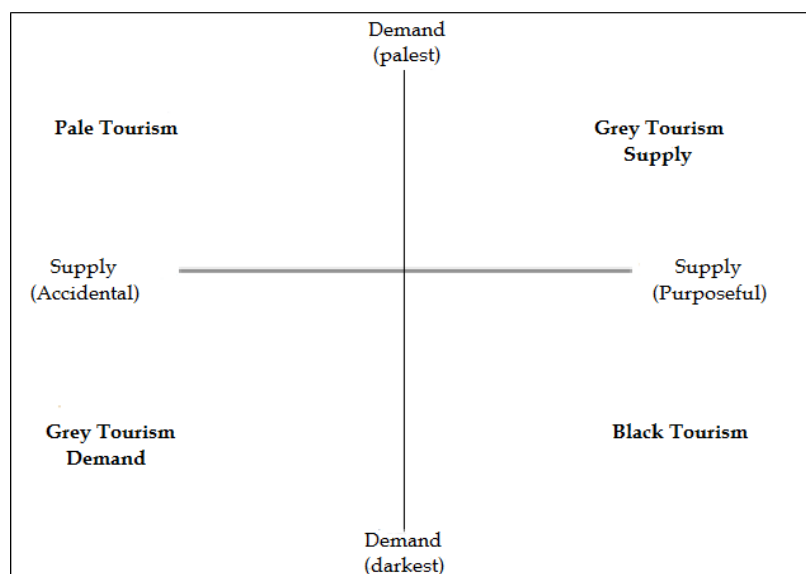 Demand
(palest)
Pale Tourism
Grey Tourism
Supply
Supply
(Accidental)
Supply
(Purposeful)
Grey Tourism
Demand
Black Tourism
Demand
(darkest)